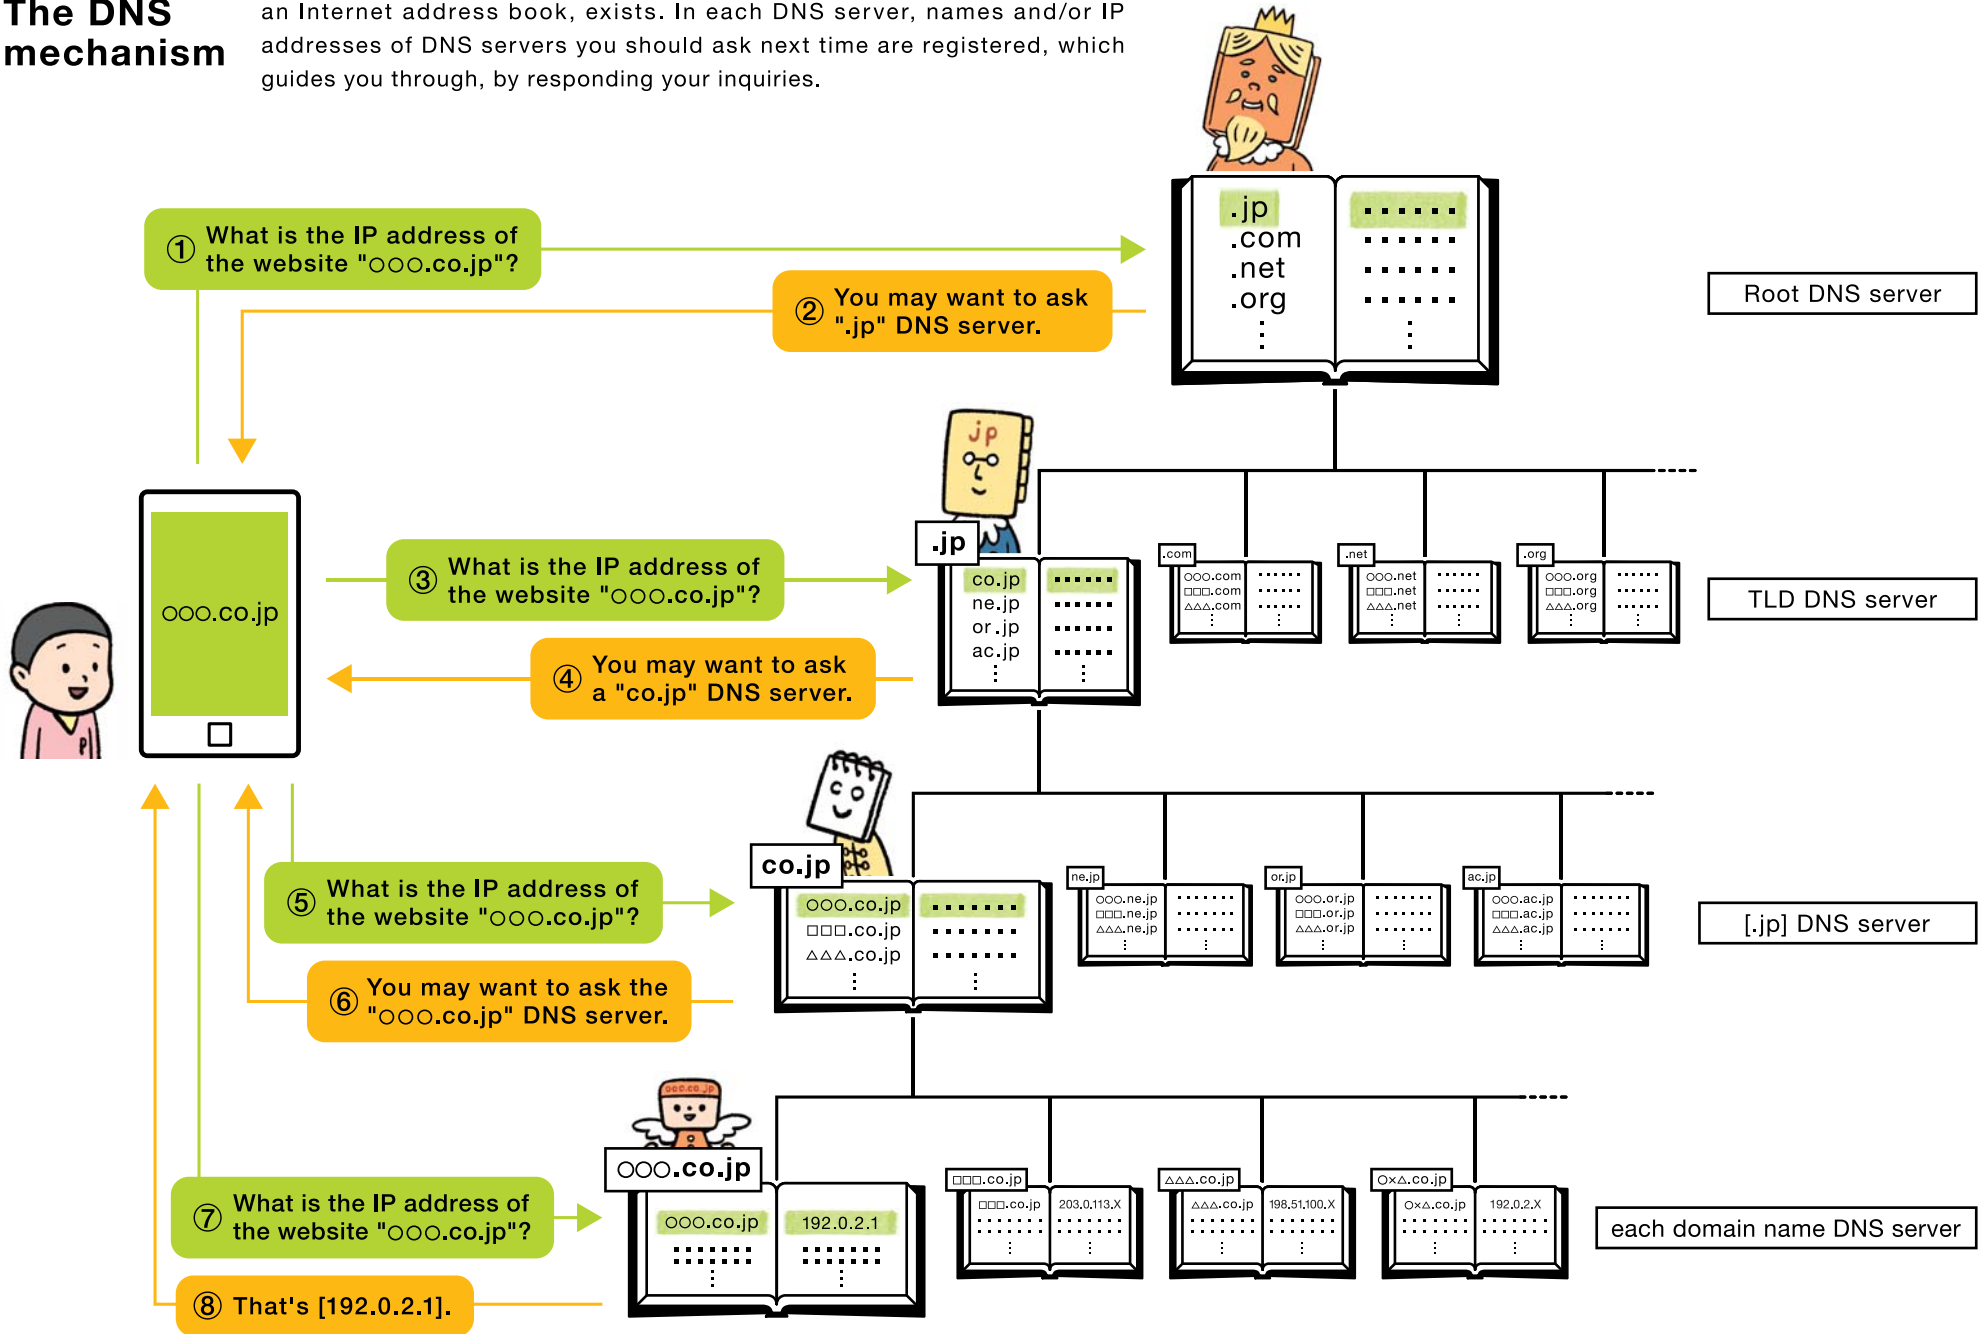 The DNS
mechanism
an Internet address book, exists. In each DNS server, names and/or IP
addresses of DNS servers you should ask next time are registered, which
guides you through, by responding your inquiries.
① What is the IP address of
the website "○○○.co.jp"?
② You may want to ask
".jp" DNS server.
.jp
.com
.net
.org
Root DNS server
○○○.co.jp
③ What is the IP address of
the website "○○○.co.jp"?
④ You may want to ask
a "co.jp" DNS server.
jp
.jp
co.jp
ne.jp
or.jp
ac.jp
.com
○○○.com
□□□.com
△△△.com
.net
○○○.net
□□□.net
△△△.net
.org
○○○.org
□□□.org
△△△.org
TLD DNS server
P
⑤ What is the IP address of
the website "○○○.co.jp"?
⑥ You may want to ask the
"○○○.co.jp" DNS server.
co
co.jp
○○○.co.jp
□□□.co.jp
△△△.co.jp
ne.jp
○○○.ne.jp
□□□.ne.jp
△△△.ne.jp
or.jp
○○○.or.jp
□□□.or.jp
△△△.or.jp
ac.jp
○○○.ac.jp
□□□.ac.jp
△△△.ac.jp
[.jp] DNS server
⑦ What is the IP address of
the website "○○○.co.jp"?
⑧ That's [192.0.2.1].
ooo.co.jp
○○○.co.jp
○○○.co.jp 192.0.2.1
□□□.co.jp
□□□.co.jp 203.0.113.X
△△△.co.jp
△△△.co.jp 198.51.100.X
○×△.co.jp
○×△.co.jp 192.0.2.X
each domain name DNS server